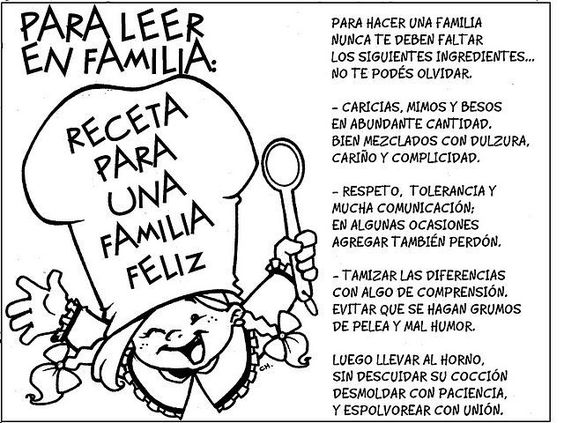 PARA LEER
EN FAMILIA:
RECETA
PARA
UNA
FAMILIA
FELIZ
CH.
PARA HACER UNA FAMILIA
NUNCA TE DEBEN FALTAR
LOS SIGUIENTES INGREDIENTES...
NO TE PODÉS OLVIDAR.
- CARICIAS, MIMOS Y BESOS
EN ABUNDANTE CANTIDAD.
BIEN MEZCLADOS CON DULZURA,
CARIÑO Y COMPLICIDAD.
- RESPETO, TOLERANCIA Y
MUCHA COMUNICACIÓN;
EN ALGUNAS OCASIONES
AGREGAR TAMBIÉN PERDÓN.
- TAMIZAR LAS DIFERENCIAS
CON ALGO DE COMPRENSIÓN.
EVITAR QUE SE HAGAN GRUMOS
DE PELEA Y MAL HUMOR.
LUEGO LLEVAR AL HORNO,
SIN DESCUIDAR SU COCCIÓN
DESMOLDAR CON PACIENCIA,
Y ESPOLVOREAR CON UNIÓN.